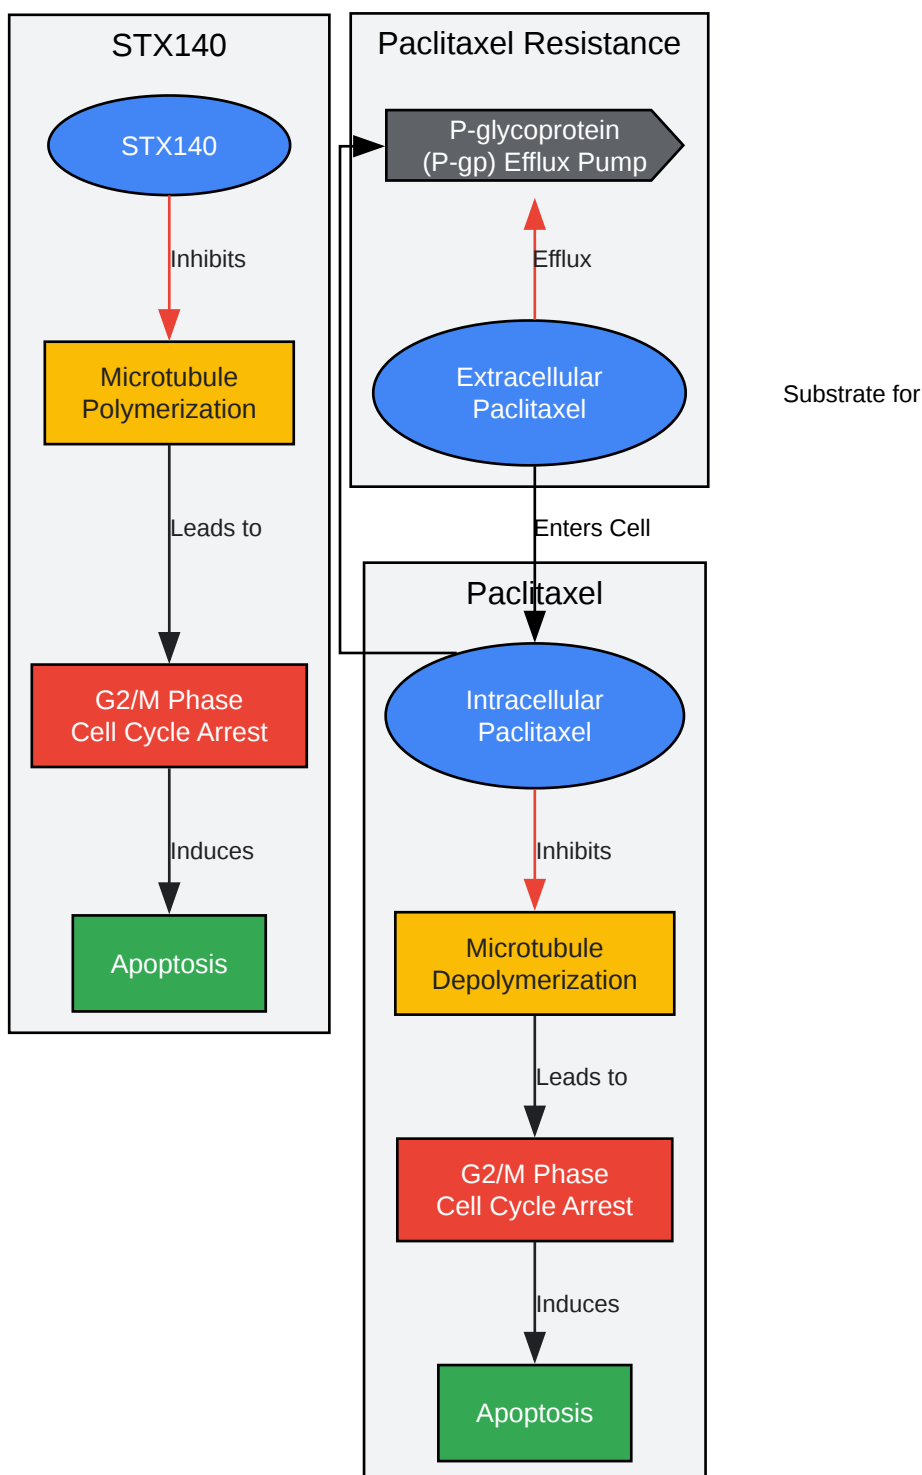 STX140
STX140
Inhibits
Microtubule
Polymerization
Leads to
G2/M Phase
Cell Cycle Arrest
Induces
Apoptosis
Paclitaxel Resistance
P-glycoprotein
(P-gp) Efflux Pump
Efflux
Extracellular
Paclitaxel
Substrate for
Enters Cell
Paclitaxel
Intracellular
Paclitaxel
Inhibits
Microtubule
Depolymerization
Leads to
G2/M Phase
Cell Cycle Arrest
Induces
Apoptosis